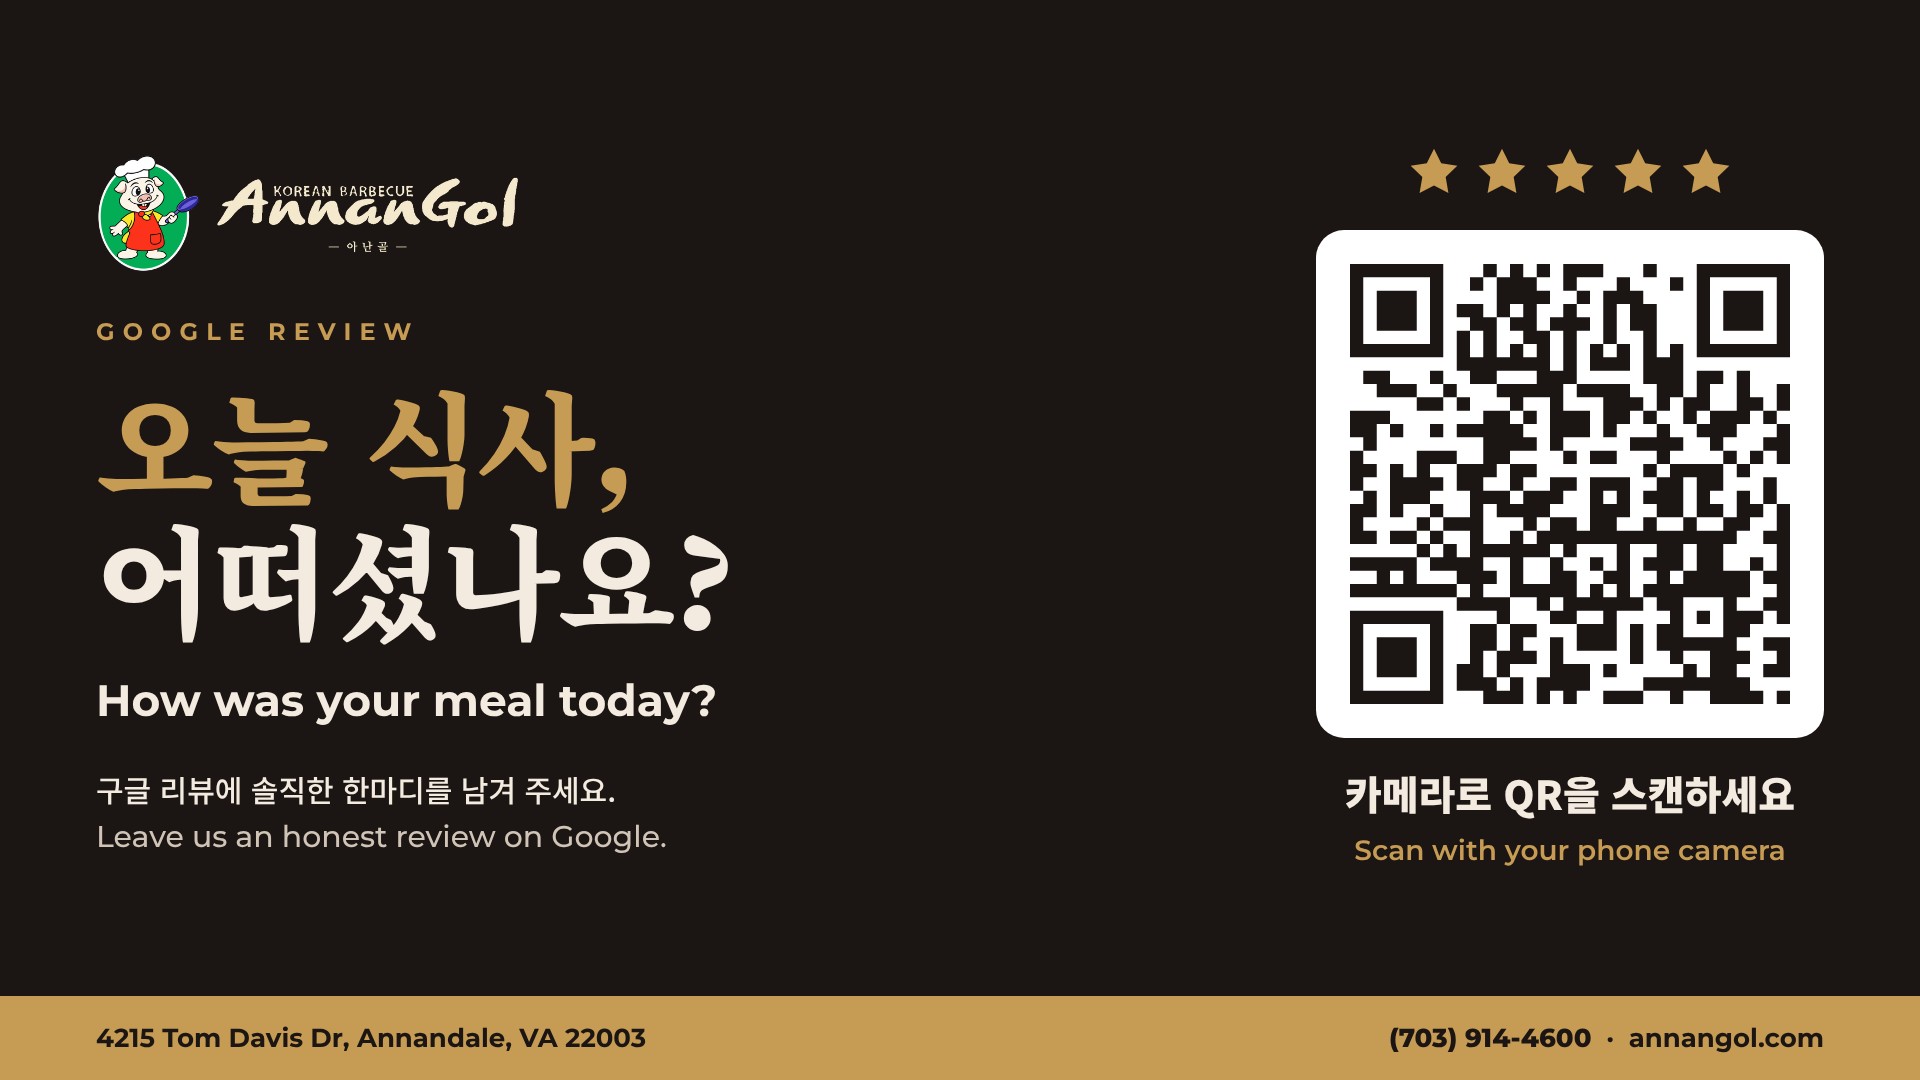 KOREAN BARBECUE
AnnanGol
— 아난골 —
GOOGLE REVIEW
오늘 식사,
어떠셨나요?
How was your meal today?
구글 리뷰에 솔직한 한마디를 남겨 주세요.
Leave us an honest review on Google.
카메라로 QR을 스캔하세요
Scan with your phone camera
4215 Tom Davis Dr, Annandale, VA 22003
(703) 914-4600 · annangol.com